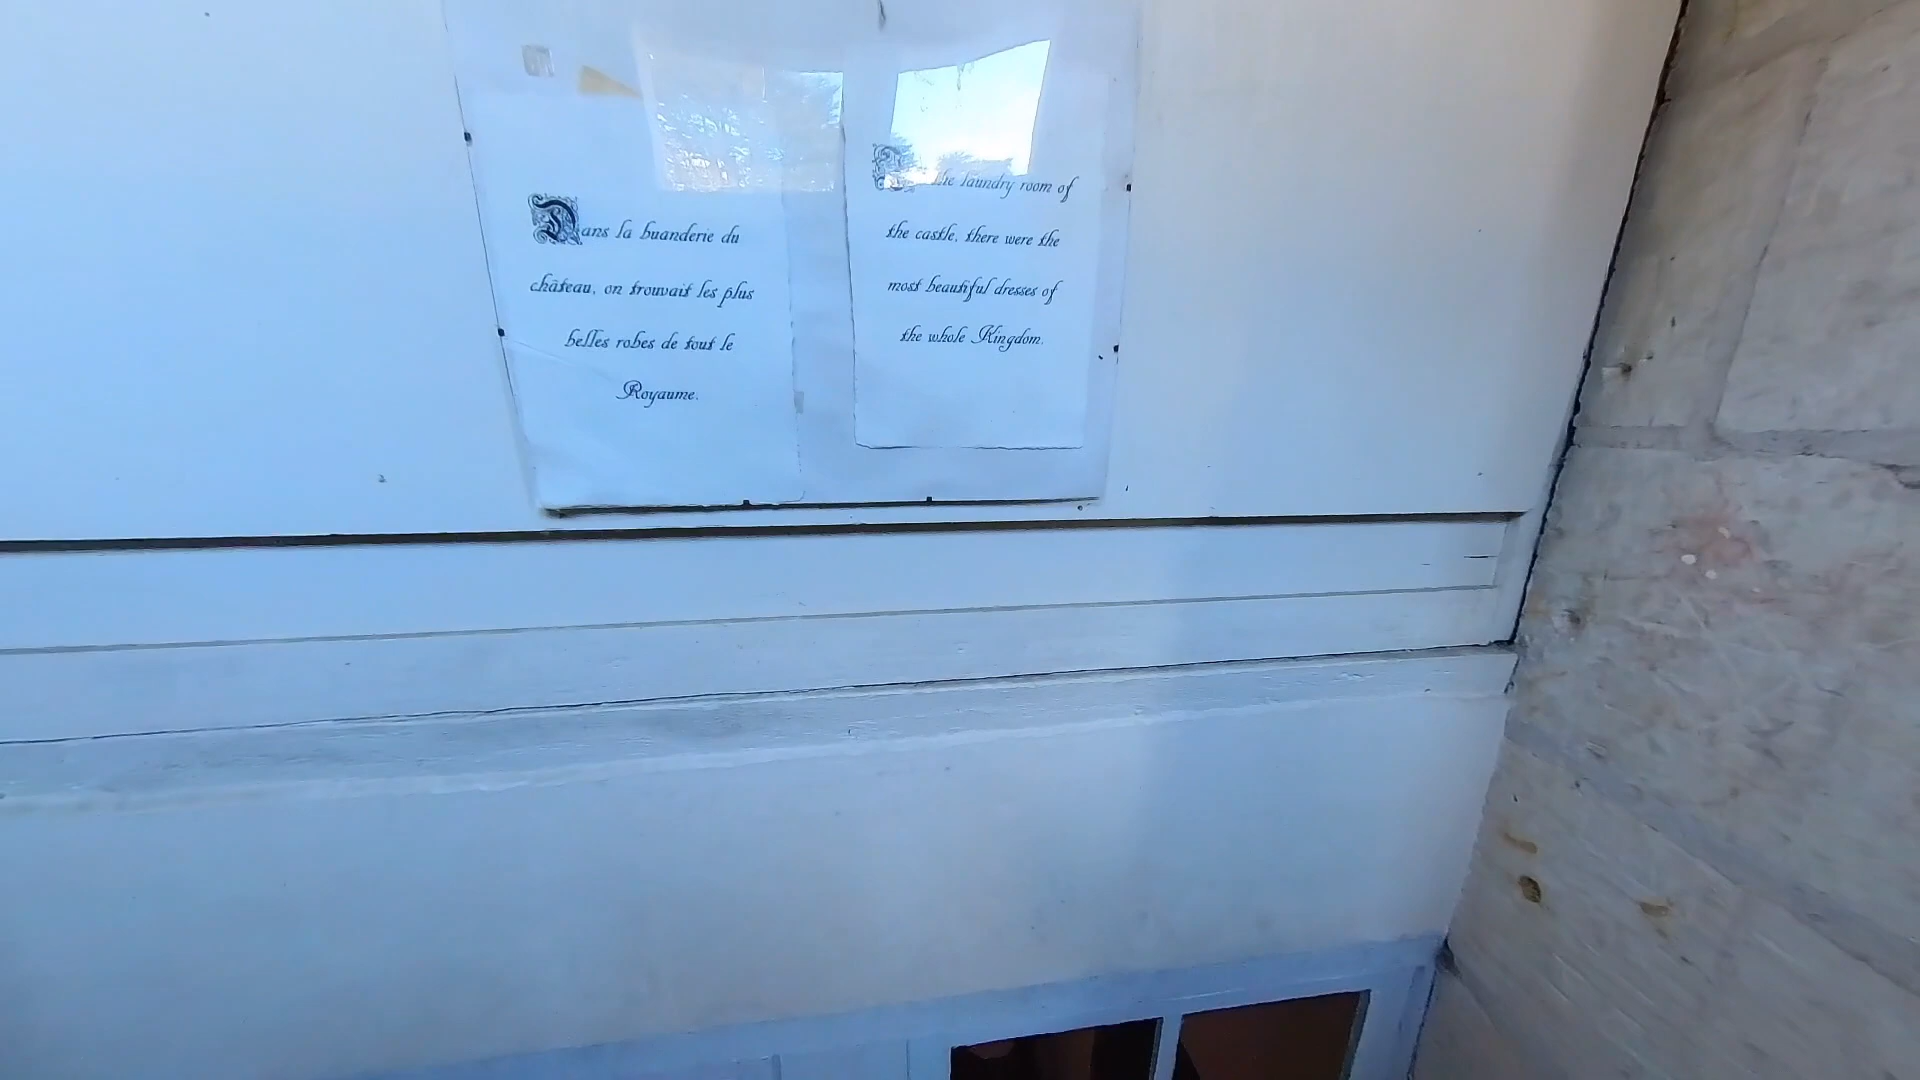 Dans la buanderie du
château, on trouvait les plus
belles robes de tout le
Royaume.
the laundry room of
the castle, there were the
most beautiful dresses of
the whole Kingdom.